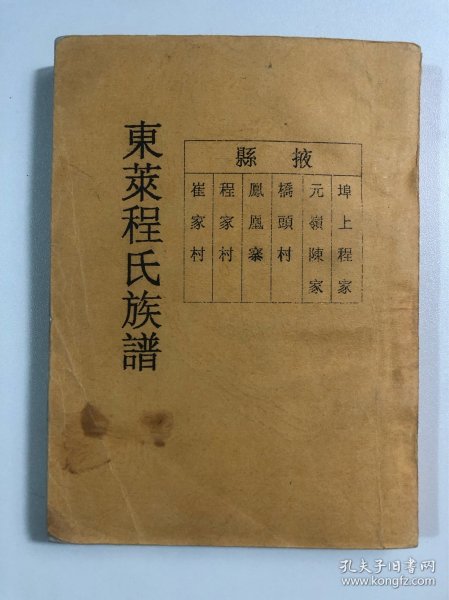 掖縣
埠上程家
元嶺陳家
橋頭村
鳳凰寨
程家村
崔家村
東萊程氏族譜
孔夫子旧书网
www.kongfz.com